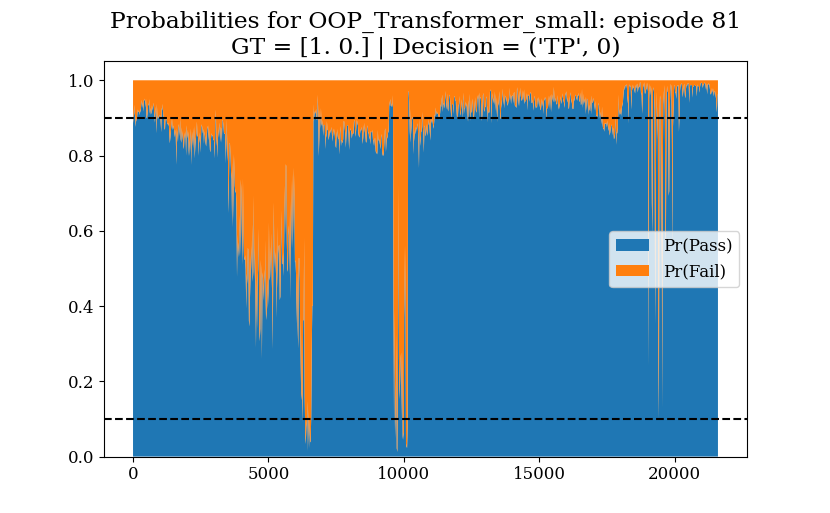 Probabilities for OOP_Transformer_small: episode 81
GT = [1. 0.] | Decision = ('TP', 0)
1.0
0.8
0.6
0.4
0.2
0.0
Pr(Pass)
Pr(Fail)
0
5000
10000
15000
20000